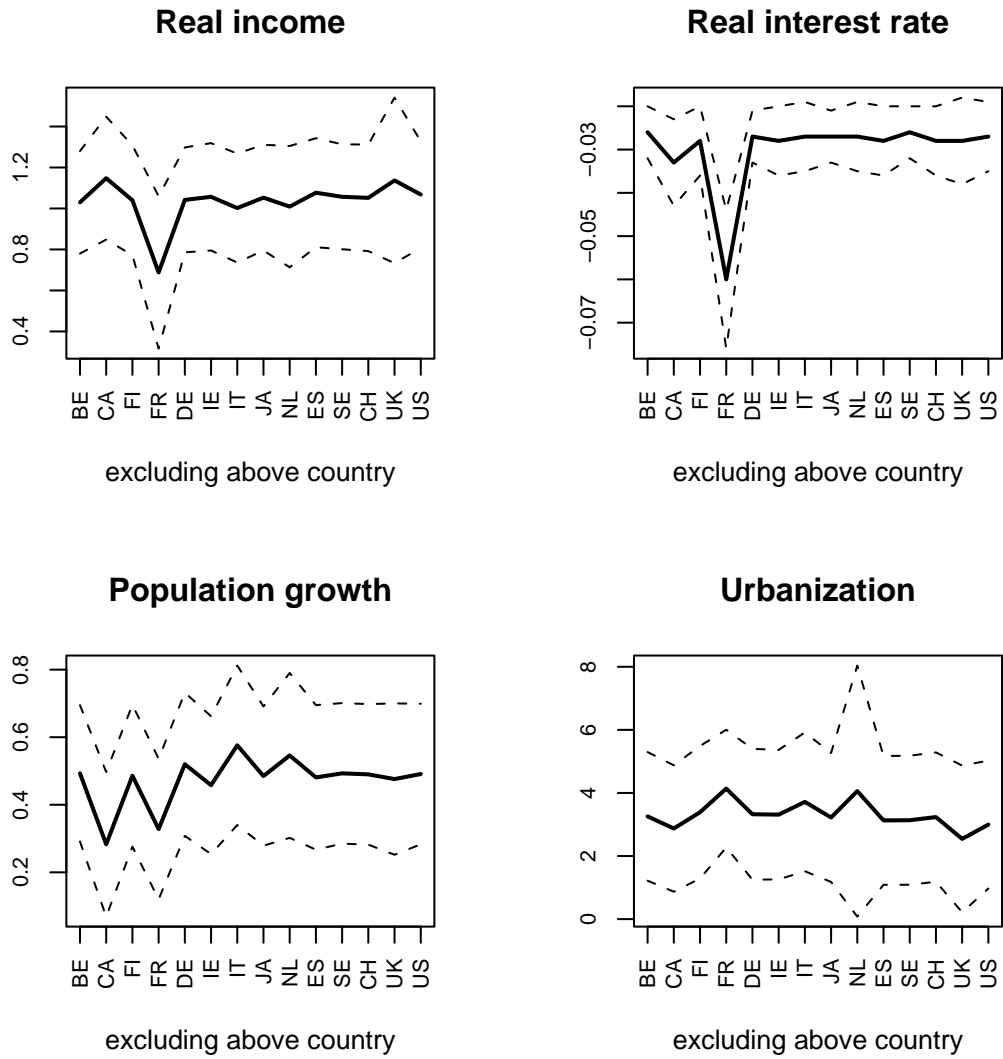 Real income
1.2
0.8
0.4
BE CA FI FR DE IE IT JA NL ES SE CH UK US
excluding above country
Real interest rate
−0.03
−0.05
−0.07
BE CA FI FR DE IE IT JA NL ES SE CH UK US
excluding above country
Population growth
0.8
0.6
0.4
0.2
BE CA FI FR DE IE IT JA NL ES SE CH UK US
excluding above country
Urbanization
8
6
4
2
0
BE CA FI FR DE IE IT JA NL ES SE CH UK US
excluding above country